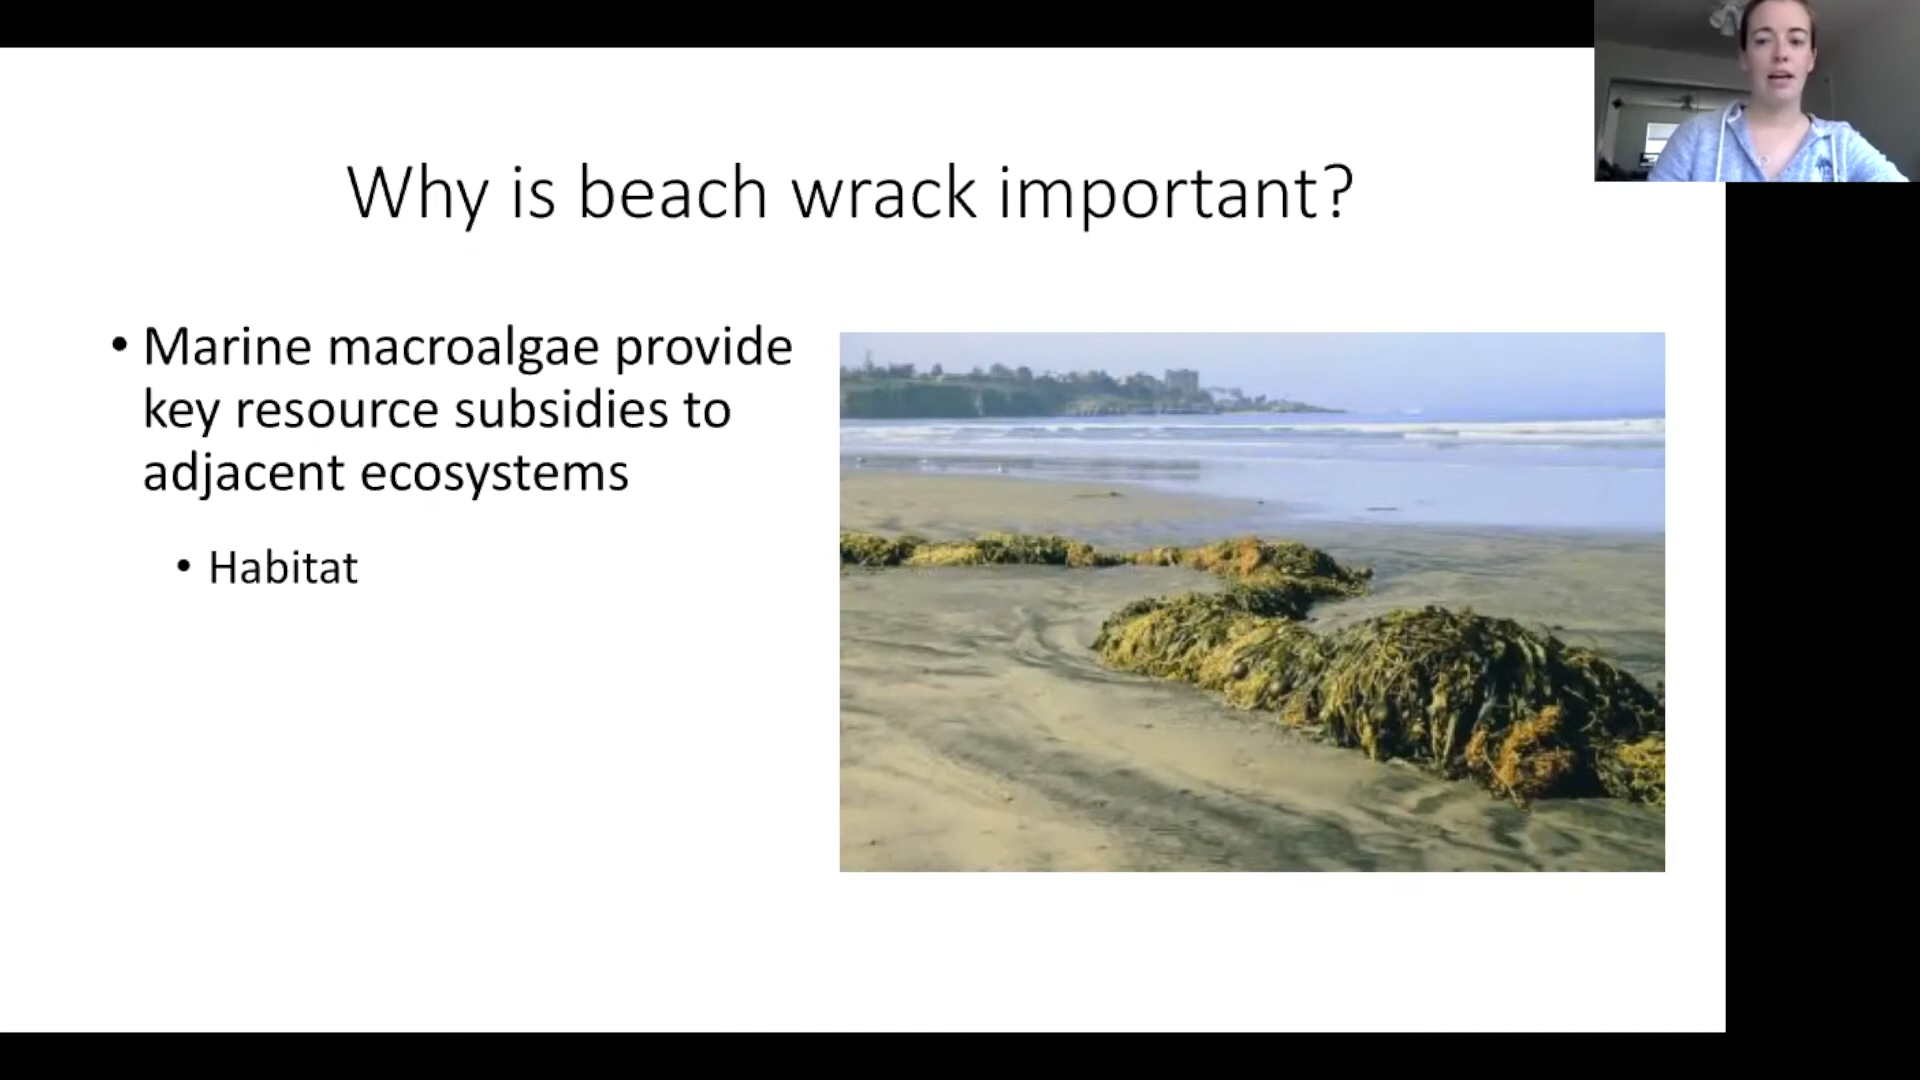 Why is beach wrack important?
• Marine macroalgae provide
key resource subsidies to
adjacent ecosystems
• Habitat